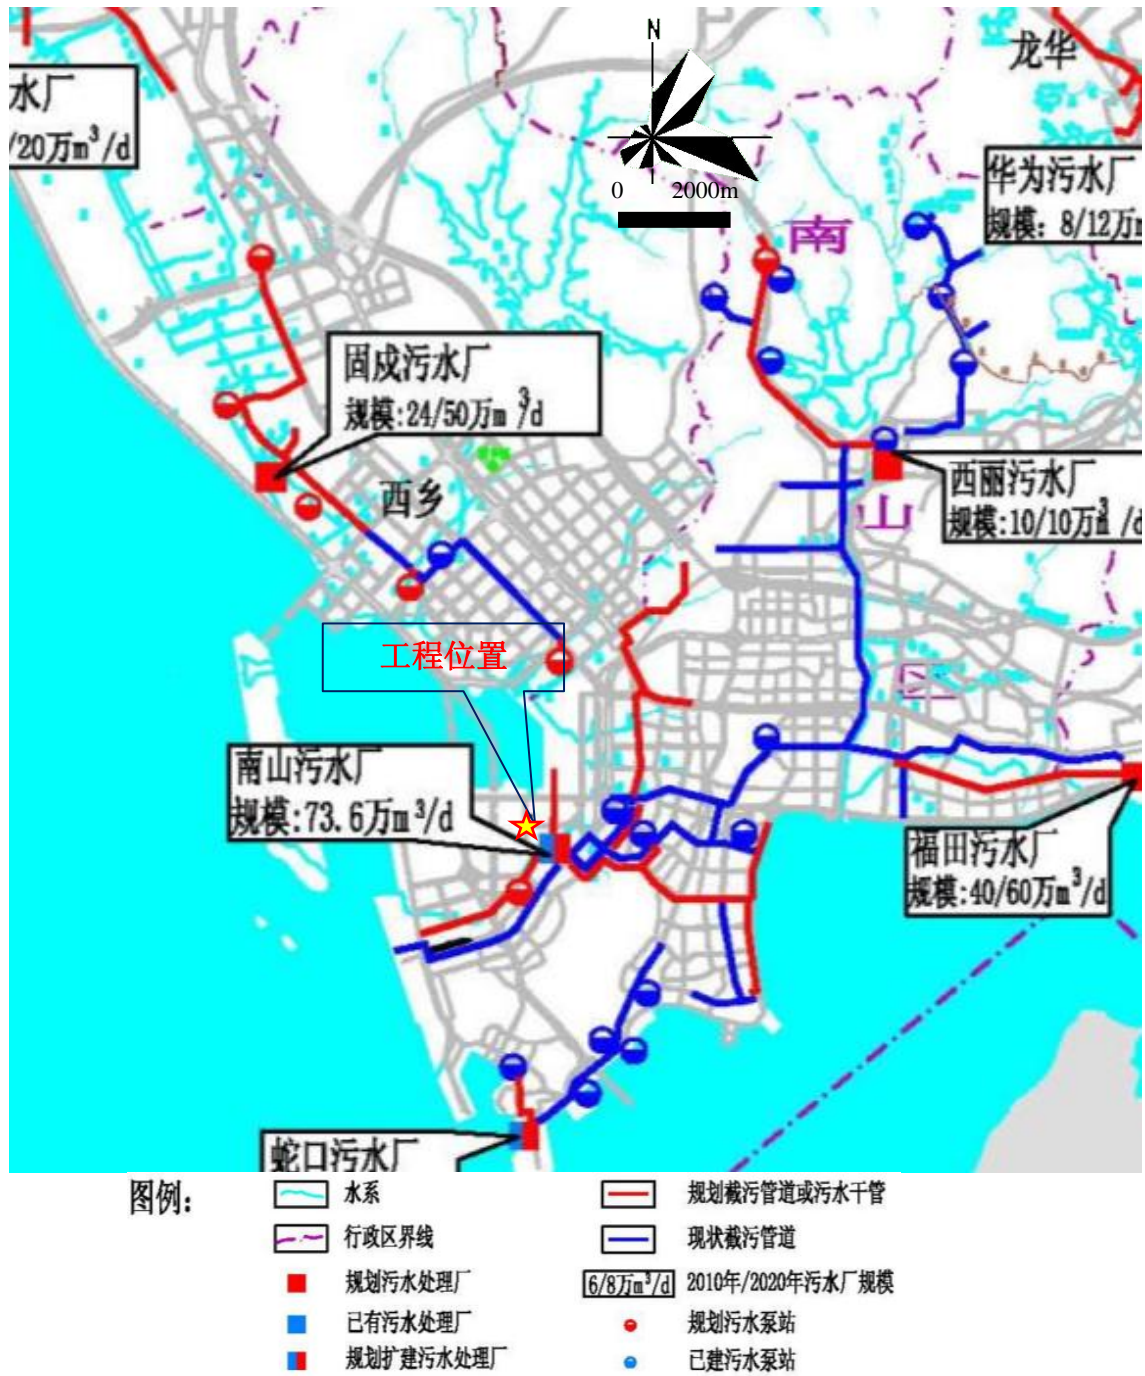 N
0 2000m
龙华
水厂
/20万m³/d
华为污水厂
规模: 8/12万m
南
固戍污水厂
规模:24/50万m³/d
西乡
西丽污水厂
规模:10/10万m³/d
山
工程位置
区
南山污水厂
规模:73.6万m³/d
福田污水厂
规模:40/60万m³/d
蛇口污水厂
图例:
水系
规划截污管道或污水干管
行政区界线
现状截污管道
规划污水处理厂
6/8万m³/d 2010年/2020年污水厂规模
已有污水处理厂
规划污水泵站
规划扩建污水处理厂
已建污水泵站